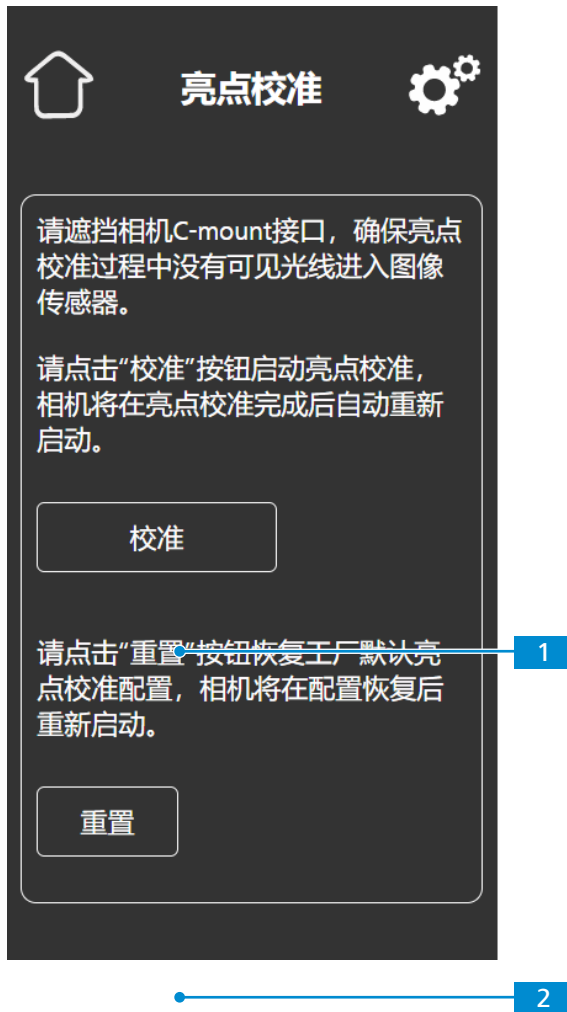 亮点校准
请遮挡相机C-mount接口，确保亮点
校准过程中没有可见光线进入图像
传感器。
请点击“校准”按钮启动亮点校准，
相机将在亮点校准完成后自动重新
启动。
校准
请点击“重置”按钮恢复工厂默认亮
点校准配置，相机将在配置恢复后
重新启动。
1
重置
2